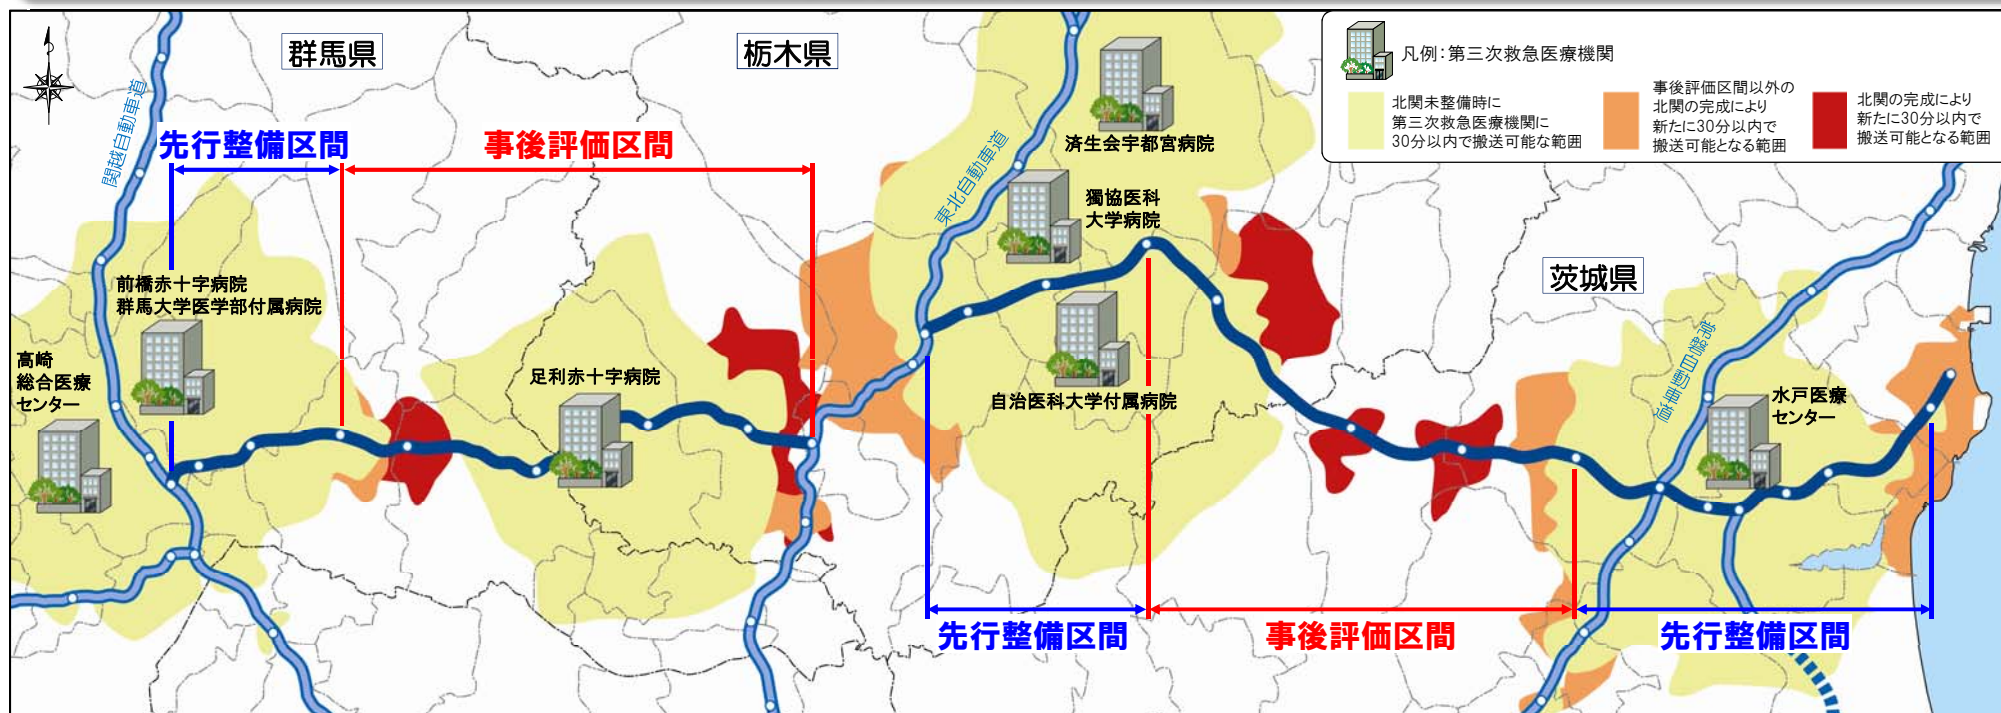 群馬県
栃木県
凡例：第三次救急医療機関
北関未整備時に
第三次救急医療機関に
30分以内で搬送可能な範囲
事後評価区間以外の
北関の完成により
新たに30分以内で
搬送可能となる範囲
北関の完成により
新たに30分以内で
搬送可能となる範囲
関越自動車道
先行整備区間
事後評価区間
東北自動車道
済生会宇都宮病院
獨協医科
大学病院
茨城県
前橋赤十字病院
群馬大学医学部付属病院
高崎
総合医療
センター
足利赤十字病院
自治医科大学付属病院
常磐自動車道
水戸医療
センター
先行整備区間
事後評価区間
先行整備区間